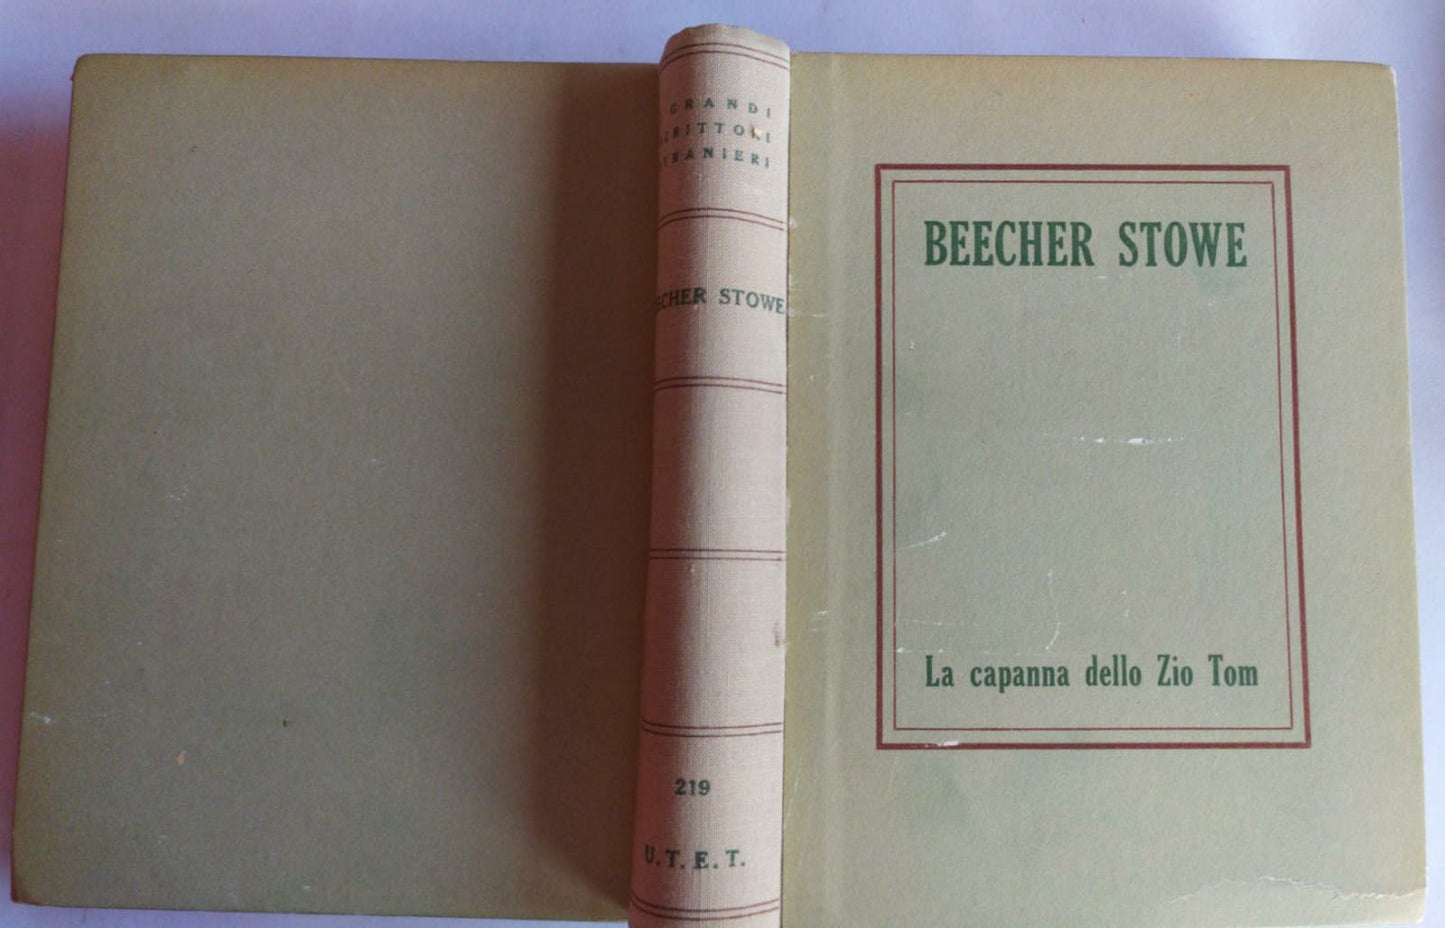 GRANDI
SCRITTORI
STRANIERI
BEECHER STOWE
219
U.T.E.T.
BEECHER STOWE
La capanna dello Zio Tom